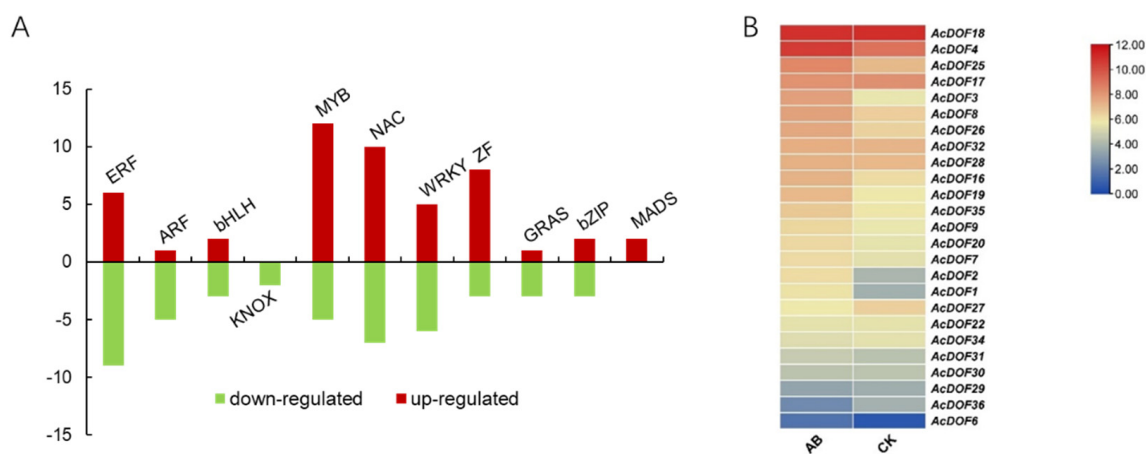 A
15
10
5
0
-5
-10
-15
ERF
ARF
bHLH
KNOX
MYB
NAC
WRKY
ZF
GRAS
bZIP
MADS
down-regulated up-regulated
B
AcDOF18
AcDOF4
AcDOF25
AcDOF17
AcDOF3
AcDOF8
AcDOF26
AcDOF32
AcDOF28
AcDOF16
AcDOF19
AcDOF35
AcDOF9
AcDOF20
AcDOF7
AcDOF2
AcDOF1
AcDOF27
AcDOF22
AcDOF34
AcDOF31
AcDOF30
AcDOF29
AcDOF36
AcDOF6
AB CK
12.00
10.00
8.00
6.00
4.00
2.00
0.00